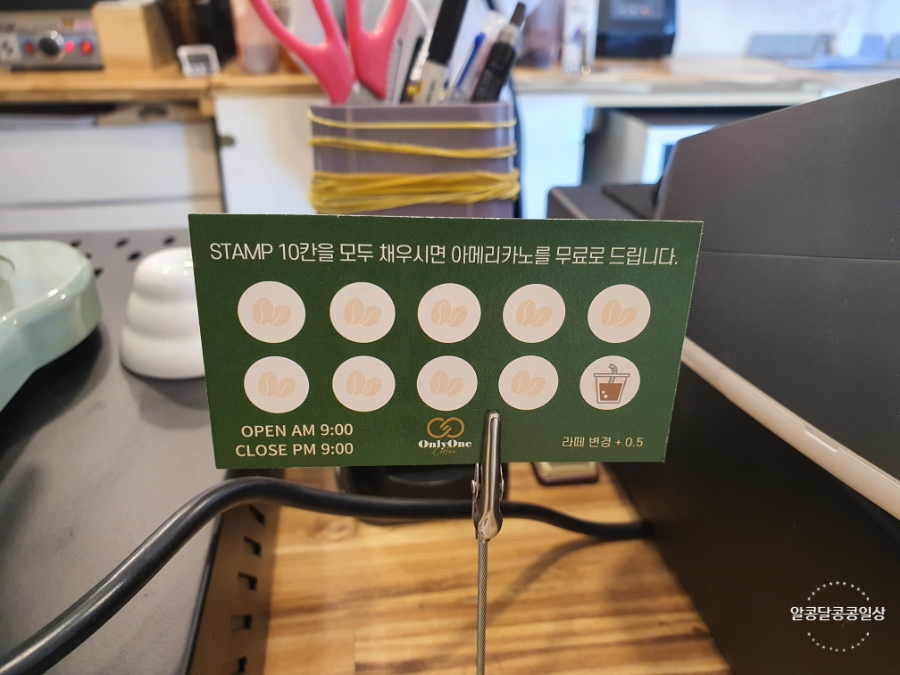 STAMP 10칸을 모두 채우시면 아메리카노를 무료로 드립니다.
OPEN AM 9:00
CLOSE PM 9:00
OnlyOne
Coffee
라떼 변경 + 0.5
알콩달콩콩일상